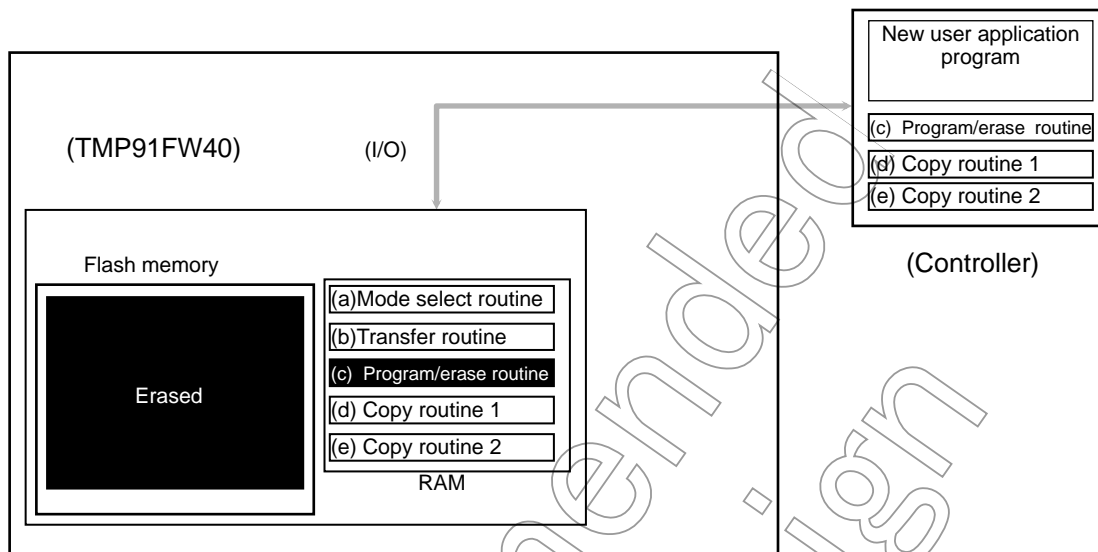 New user application
program
(c) Program/erase routine
(d) Copy routine 1
(e) Copy routine 2
(Controller)
(TMP91FW40)
(I/O)
Flash memory
Erased
(a)Mode select routine
(b)Transfer routine
(c) Program/erase routine
(d) Copy routine 1
(e) Copy routine 2
RAM